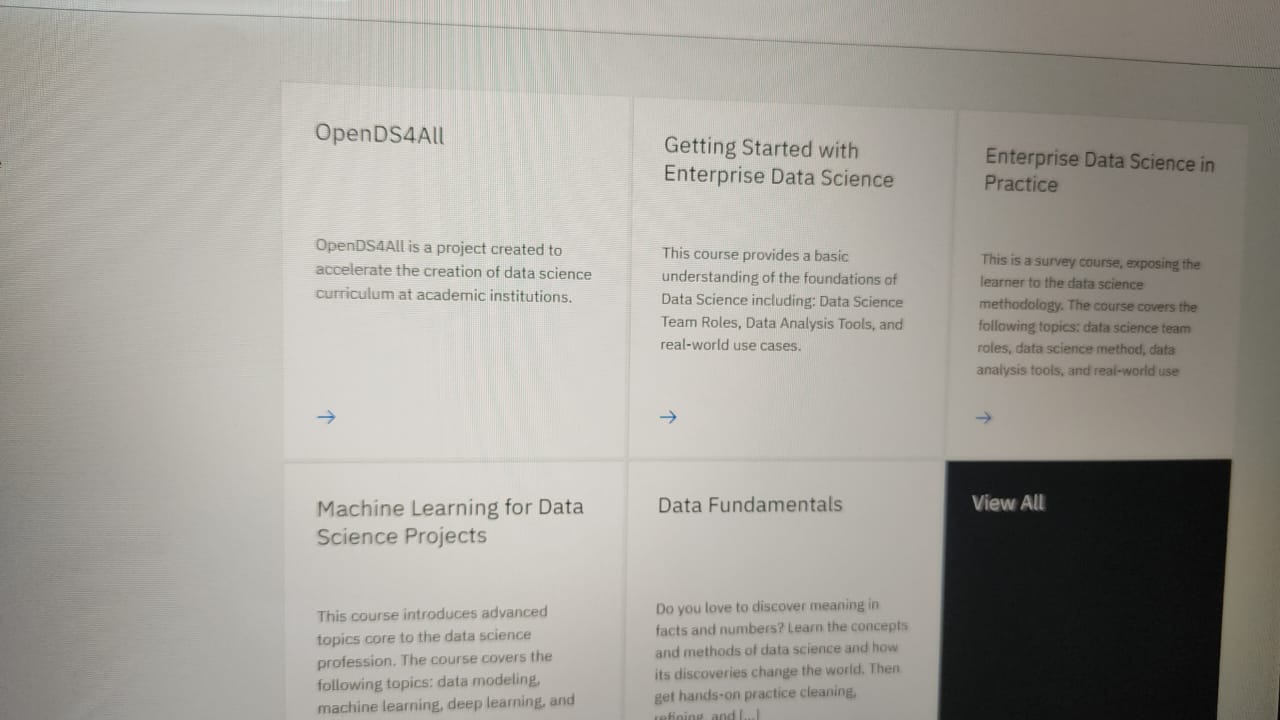 OpenDS4All
OpenDS4All is a project created to
accelerate the creation of data science
curriculum at academic institutions.
Getting Started with
Enterprise Data Science
This course provides a basic
understanding of the foundations of
Data Science including: Data Science
Team Roles, Data Analysis Tools, and
real-world use cases.
Enterprise Data Science in
Practice
This is a survey course, exposing the
learner to the data science
methodology. The course covers the
following topics: data science team
roles, data science method, data
analysis tools, and real-world use
Machine Learning for Data
Science Projects
This course introduces advanced
topics core to the data science
profession. The course covers the
following topics: data modeling,
machine learning, deep learning, and
Data Fundamentals
Do you love to discover meaning in
facts and numbers? Learn the concepts
and methods of data science and how
its discoveries change the world. Then
get hands-on practice cleaning,
refining, and [...]
View All